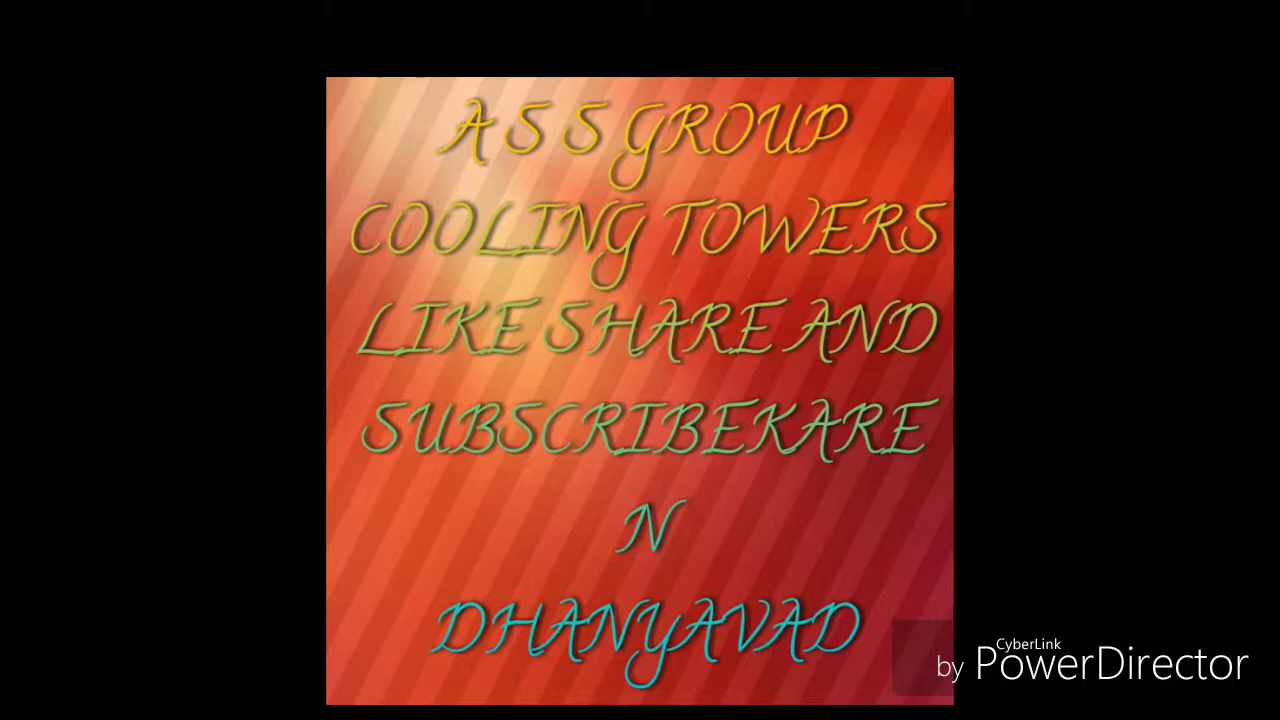 A S S GROUP
COOLING TOWERS
LIKE SHARE AND
SUBSCRIBEKARE
N
DHANYAVAD
CyberLink
by PowerDirector